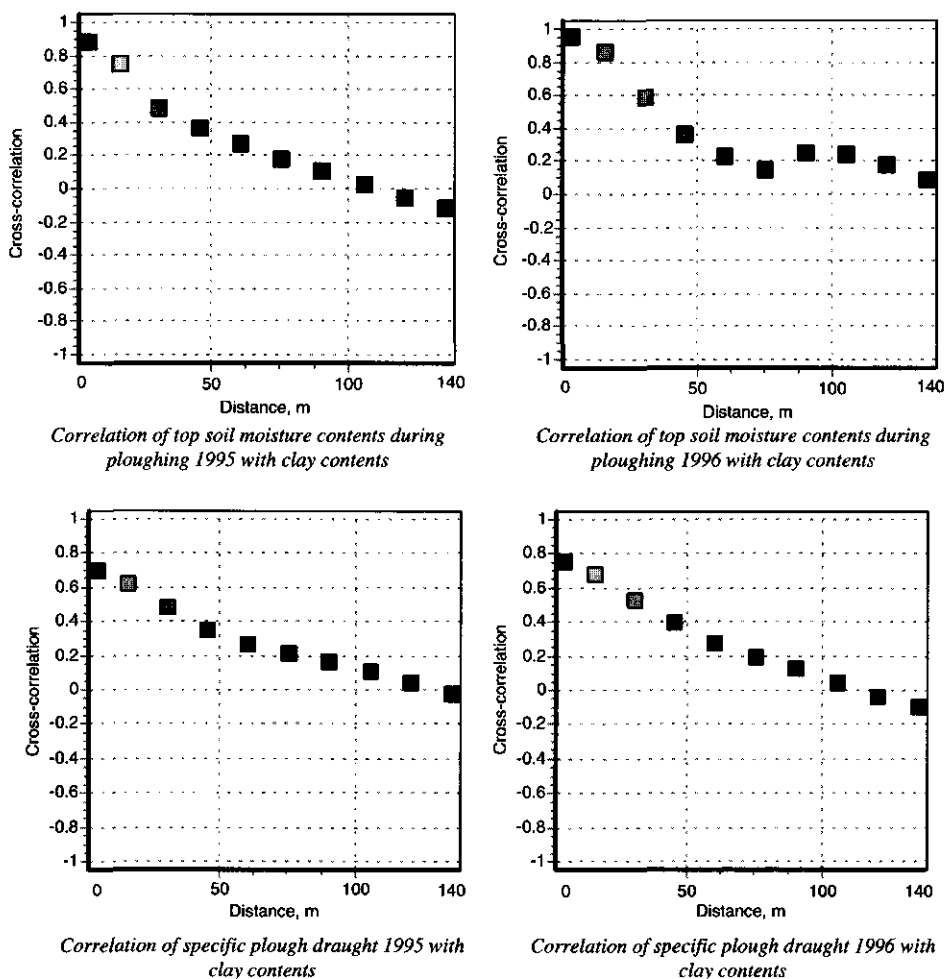 1
0.8
0.6
0.4
0.2
0
-0.2
-0.4
-0.6
-0.8
-1
Cross-correlation
0 50 100 140
Distance, m
Correlation of top soil moisture contents during
ploughing 1995 with clay contents
1
0.8
0.6
0.4
0.2
0
-0.2
-0.4
-0.6
-0.8
-1
Cross-correlation
0 50 100 140
Distance, m
Correlation of top soil moisture contents during
ploughing 1996 with clay contents
1
0.8
0.6
0.4
0.2
0
-0.2
-0.4
-0.6
-0.8
-1
Cross-correlation
0 50 100 140
Distance, m
Correlation of specific plough draught 1995 with
clay contents
1
0.8
0.6
0.4
0.2
0
-0.2
-0.4
-0.6
-0.8
-1
Cross-correlation
0 50 100 140
Distance, m
Correlation of specific plough draught 1996 with
clay contents